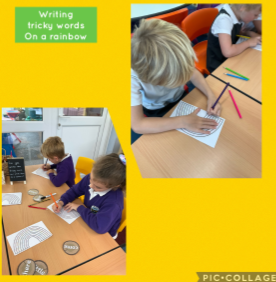 Writing
tricky words
On a rainbow
PIC•COLLAGE